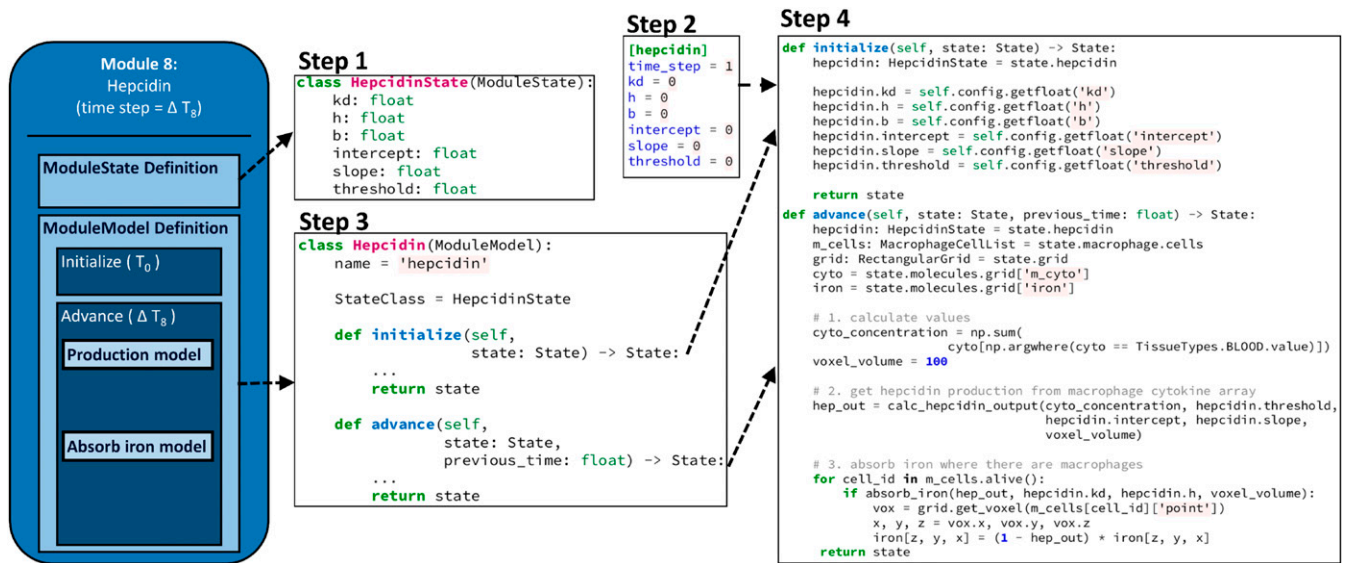 Module 8:
Hepcidin
(time step = Δ T8)
ModuleState Definition
ModuleModel Definition
Initialize ( T0 )
Advance ( Δ T8 )
Production model
Absorb iron model
Step 1
class HepcidinState(ModuleState):
kd: float
h: float
b: float
intercept: float
slope: float
threshold: float
Step 2
[hepcidin]
time_step = 1
kd = 0
h = 0
b = 0
intercept = 0
slope = 0
threshold = 0
Step 3
class Hepcidin(ModuleModel):
name = 'hepcidin'
StateClass = HepcidinState
def initialize(self,
state: State) -> State:
...
return state
def advance(self,
state: State,
previous_time: float) -> State:
...
return state
Step 4
def initialize(self, state: State) -> State:
hepcidin: HepcidinState = state.hepcidin
hepcidin.kd = self.config.getfloat('kd')
hepcidin.h = self.config.getfloat('h')
hepcidin.b = self.config.getfloat('b')
hepcidin.intercept = self.config.getfloat('intercept')
hepcidin.slope = self.config.getfloat('slope')
hepcidin.threshold = self.config.getfloat('threshold')
return state
def advance(self, state: State, previous_time: float) -> State:
hepcidin: HepcidinState = state.hepcidin
m_cells: MacrophageCellList = state.macrophage.cells
grid: RectangularGrid = state.grid
cyto = state.molecules.grid['m_cyto']
iron = state.molecules.grid['iron']
# 1. calculate values
cyto_concentration = np.sum(
cyto[np.argwhere(cyto == TissueTypes.BLOOD.value)])
voxel_volume = 100
# 2. get hepcidin production from macrophage cytokine array
hep_out = calc_hepcidin_output(cyto_concentration, hepcidin.threshold,
hepcidin.intercept, hepcidin.slope,
voxel_volume)
# 3. absorb iron where there are macrophages
for cell_id in m_cells.alive():
if absorb_iron(hep_out, hepcidin.kd, hepcidin.h, voxel_volume):
vox = grid.get_voxel(m_cells[cell_id]['point'])
x, y, z = vox.x, vox.y, vox.z
iron[z, y, x] = (1 - hep_out) * iron[z, y, x]
return state